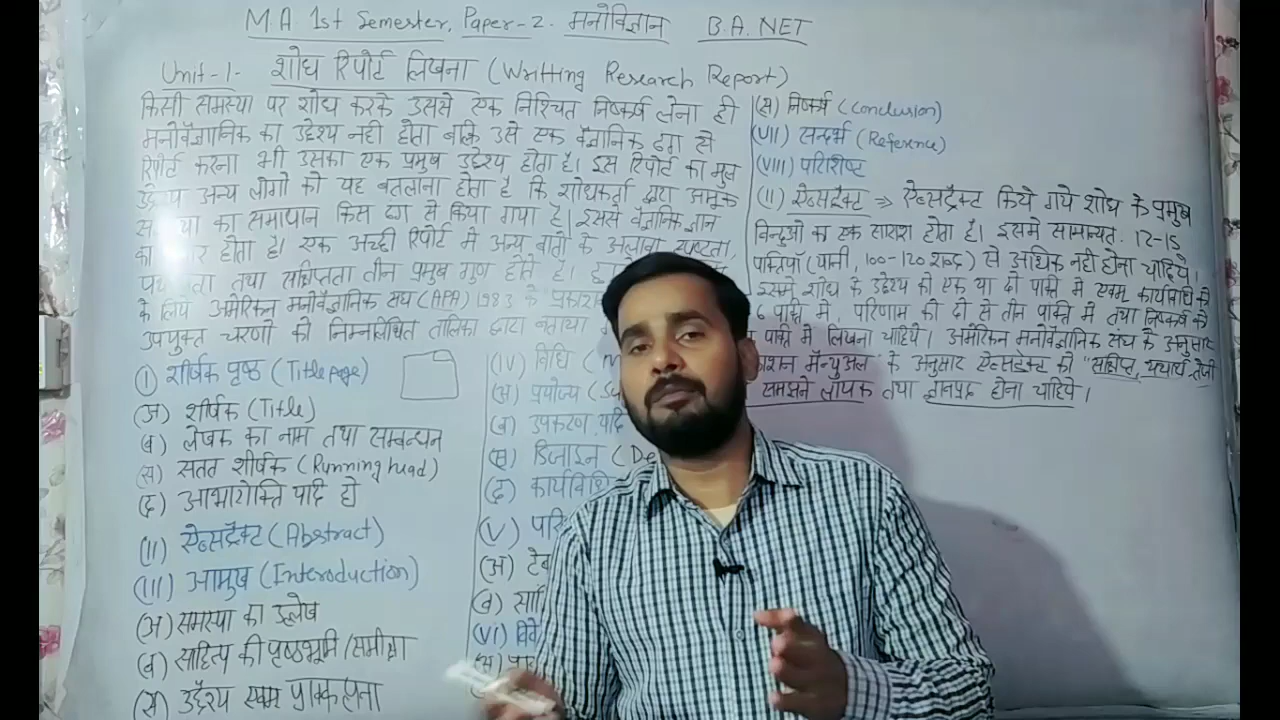 M.A. 1st Semester, Paper-2. मनोविज्ञान B.A. NET
Unit-1. शोध रिपोर्ट लिखना (Writting Research Report)
किसी समस्या पर शोध करके उससे एक निश्चित निष्कर्ष लेना ही
मनोवैज्ञानिक का उद्देश्य नही होता बल्कि उसे एक वैज्ञानिक ढंग से
रिपोर्ट करना भी उसका एक प्रमुख उद्देश्य होता है। इस रिपोर्ट का मुख्य
उद्देश्य अन्य लोगो को यह बतलाना होता है कि शोधकर्ता द्वारा अमुक
का समाधान किस ढंग से किया गया है। इससे वैज्ञानिक ज्ञान
का होता है। एक अच्छी रिपोर्ट में अन्य बातों के अलावा स्पष्टता,
तथा संक्षिप्तता तीन प्रमुख गुण होते है।
के लिये अमेरिकन मनोवैज्ञानिक संघ (APA) 1983 के
उपयुक्त चरणों को निम्नलिखित तालिका द्वारा बताया
(I) शीर्षक पृष्ठ (Title page)
(अ) शीर्षक (Title)
(ब) लेखक का नाम तथा सम्बन्धन
(स) सतत शीर्षक (Running head)
(द) आभारोक्ति यदि हो
(II) ऐब्सट्रैक्ट (Abstract)
(III) आमुख (Interoduction)
(अ) समस्या का उल्लेख
(ब) साहित्य की पृष्ठभूमि/समीक्षा
(स) उद्देश्य एवम् प्राक्कल्पना
(IV) विधि
(अ) प्रयोज्य
(ब) उपकरण यदि
(स) डिजाइन
(द) कार्यविधि
(V)
(अ)
(ब)
(VI)
(स) निष्कर्ष (Conclusion)
(VII) सन्दर्भ (Reference)
(VIII) परिशिष्ट
(II) ऐब्सट्रैक्ट ⇒ ऐब्सट्रैक्ट किये गये शोध के प्रमुख
बिन्दुओ का एक सारांश होता है। इसमे सामान्यत. 12-15
पंक्तियाँ (यानी, 100-120 शब्द) से अधिक नही होना चाहिये।
इसमे शोध के उद्देश्य को एक या दो पंक्ति मे एवम् कार्यविधि को
पंक्ति में, परिणाम को दो से तीन पंक्ति में तथा निष्कर्ष को
पंक्ति में लिखना चाहिये। अमेरिकन मनोवैज्ञानिक संघ के अनुसार
मैन्युअल के अनुसार ऐब्सट्रैक्ट को "संक्षिप्त, यथार्थ
समझने लायक तथा ज्ञानप्रद होना चाहिये।